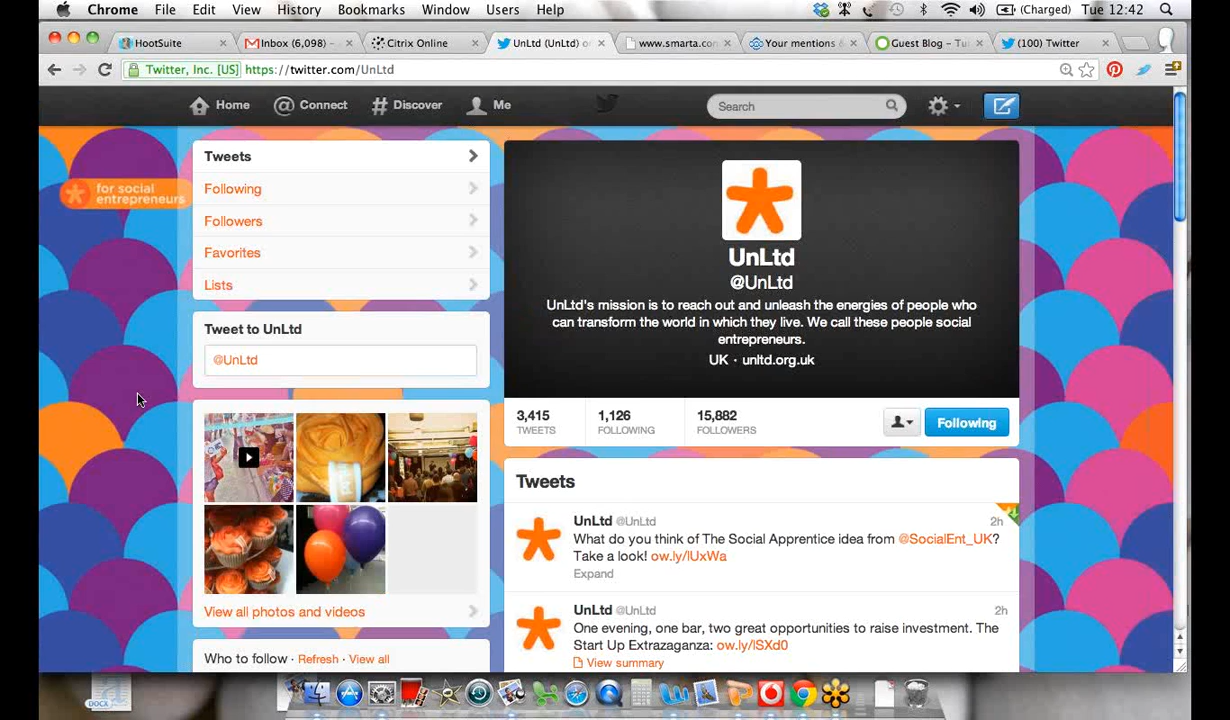 Chrome File Edit View History Bookmarks Window Users Help (Charged) Tue 12:42
HootSuite Inbox (6,098) Citrix Online UnLtd (UnLtd) o www.smarta.co Your mentions Guest Blog – Tu (100) Twitter
Twitter, Inc. [US] https://twitter.com/UnLtd
Home Connect Discover Me Search
for social
entrepreneurs
Tweets
Following
Followers
Favorites
Lists
Tweet to UnLtd
@UnLtd
View all photos and videos
Who to follow · Refresh · View all
UnLtd
@UnLtd
UnLtd's mission is to reach out and unleash the energies of people who
can transform the world in which they live. We call these people social
entrepreneurs.
UK · unltd.org.uk
3,415 1,126 15,882
TWEETS FOLLOWING FOLLOWERS
Following
Tweets
UnLtd @UnLtd 2h
What do you think of The Social Apprentice idea from @SocialEnt_UK?
Take a look! ow.ly/lUxWa
Expand
UnLtd @UnLtd 2h
One evening, one bar, two great opportunities to raise investment. The
Start Up Extrazaganza: ow.ly/lSXd0
View summary
DOCX